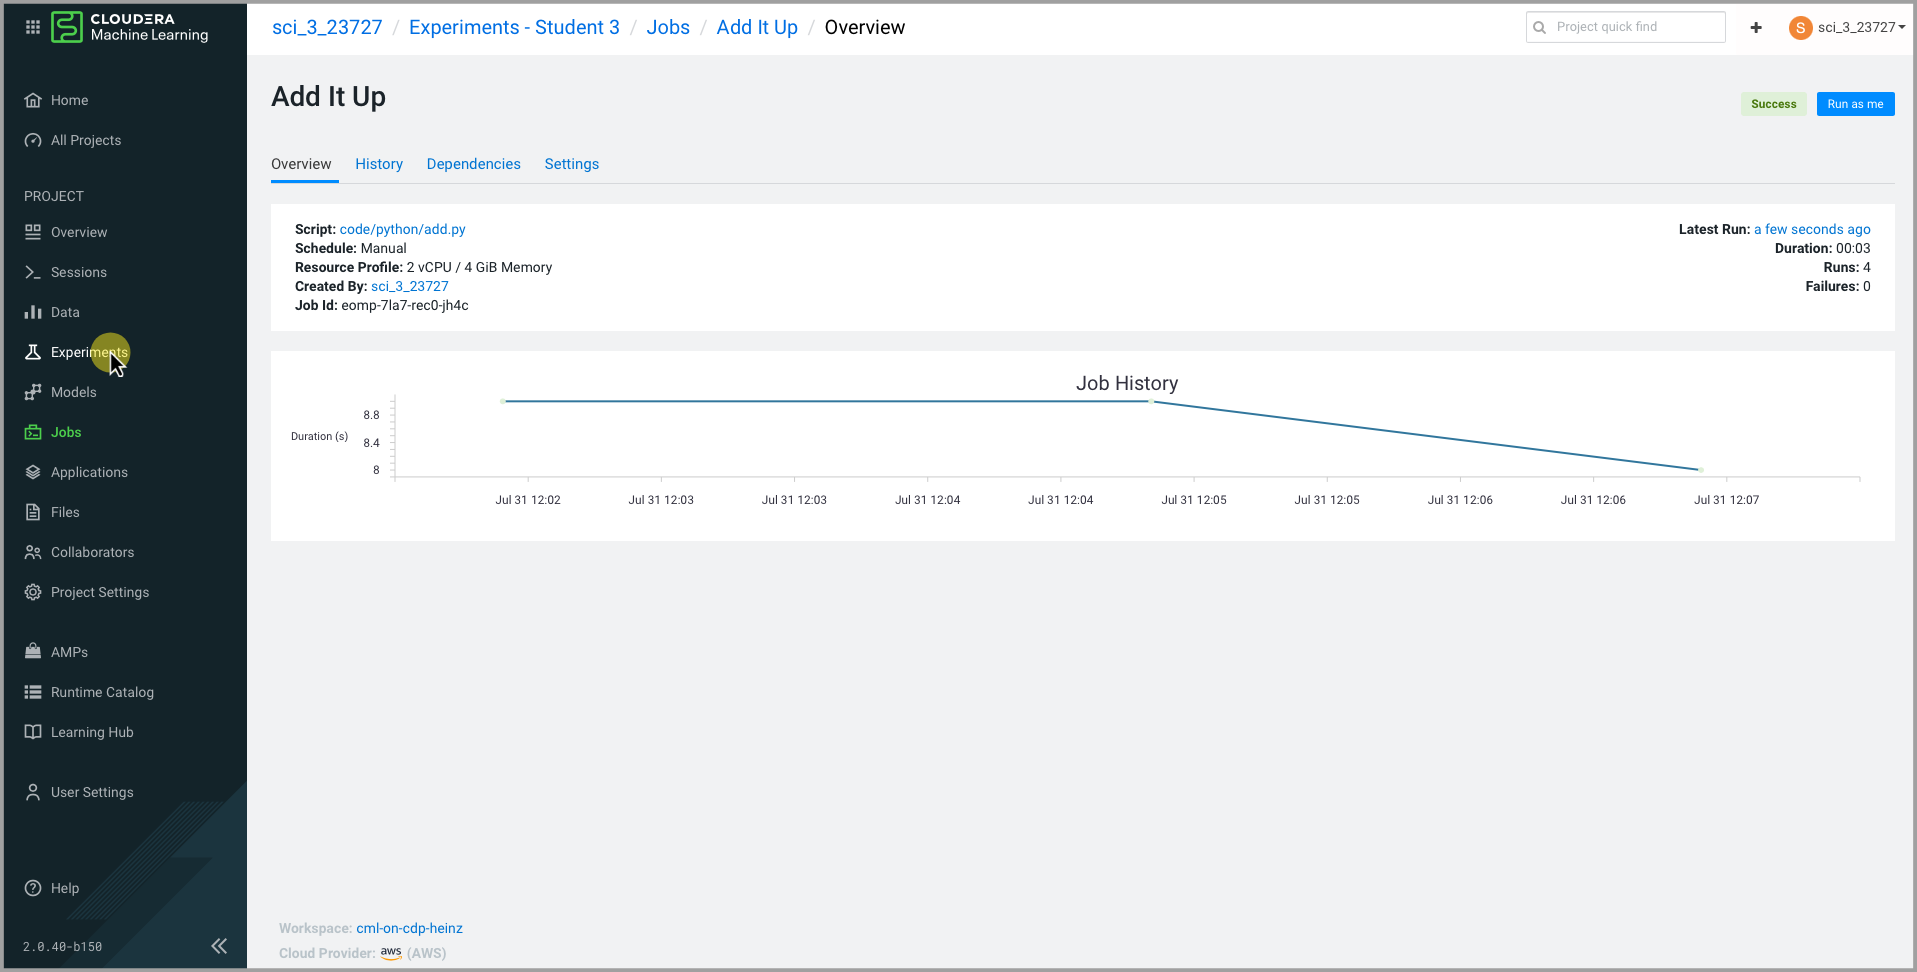 CLOUDERA
Machine Learning
sci_3_23727 / Experiments - Student 3 / Jobs / Add It Up / Overview
Project quick find
S
sci_3_23727
Home
All Projects
PROJECT
Overview
Sessions
Data
Experiments
Models
Jobs
Applications
Files
Collaborators
Project Settings
AMPs
Runtime Catalog
Learning Hub
User Settings
Help
2.0.40-b150
Add It Up
Success
Run as me
Overview History Dependencies Settings
Script: code/python/add.py
Schedule: Manual
Resource Profile: 2 vCPU / 4 GiB Memory
Created By: sci_3_23727
Job Id: eomp-7la7-rec0-jh4c
Latest Run: a few seconds ago
Duration: 00:03
Runs: 4
Failures: 0
Job History
Duration (s)
8.8
8.4
8
Jul 31 12:02 Jul 31 12:03 Jul 31 12:03 Jul 31 12:04 Jul 31 12:04 Jul 31 12:05 Jul 31 12:05 Jul 31 12:06 Jul 31 12:06 Jul 31 12:07
Workspace: cml-on-cdp-heinz
Cloud Provider: aws (AWS)